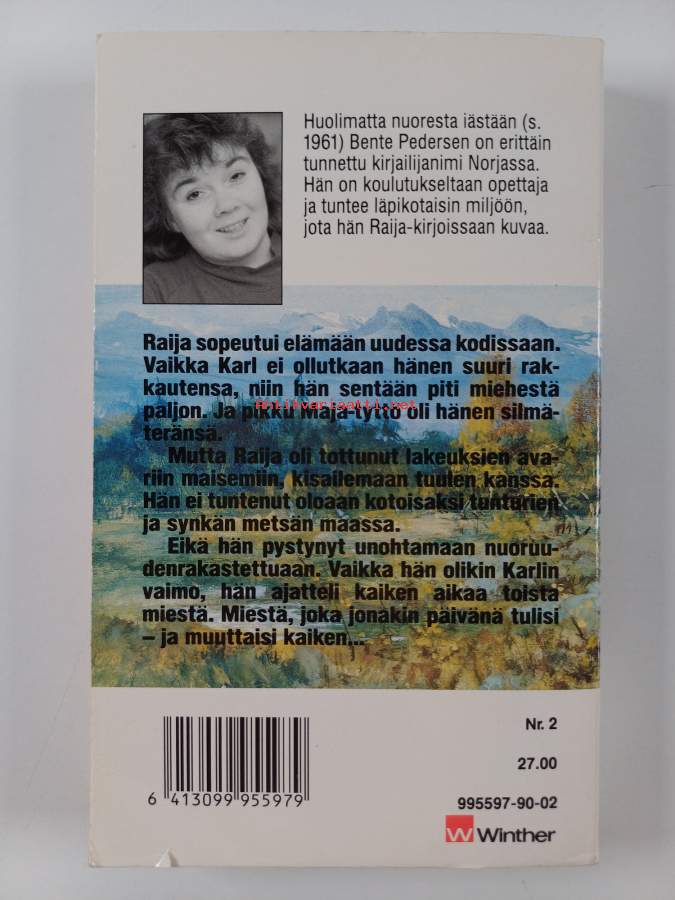 Huolimatta nuoresta iästään (s.
1961) Bente Pedersen on erittäin
tunnettu kirjailijanimi Norjassa.
Hän on koulutukseltaan opettaja
ja tuntee läpikotaisin miljöön,
jota hän Raija-kirjoissaan kuvaa.
Raija sopeutui elämään uudessa kodissaan.
Vaikka Karl ei ollutkaan hänen suuri rak-
kautensa, niin hän sentään piti miehestä
paljon. Ja pikku Maja-tyttö oli hänen silmä-
teränsä.
Antikvariaatti.net
Mutta Raija oli tottunut lakeuksien ava-
riin maisemiin, kisailemaan tuulen kanssa.
Hän ei tuntenut oloaan kotoisaksi tunturien
ja synkän metsän maassa.
Eikä hän pystynyt unohtamaan nuoruu-
denrakastettuaan. Vaikka hän olikin Karlin
vaimo, hän ajatteli kaiken aikaa toista
miestä. Miestä, joka jonakin päivänä tulisi
– ja muuttaisi kaiken...
6 413099 955979
Nr. 2
27.00
995597-90-02
W Winther